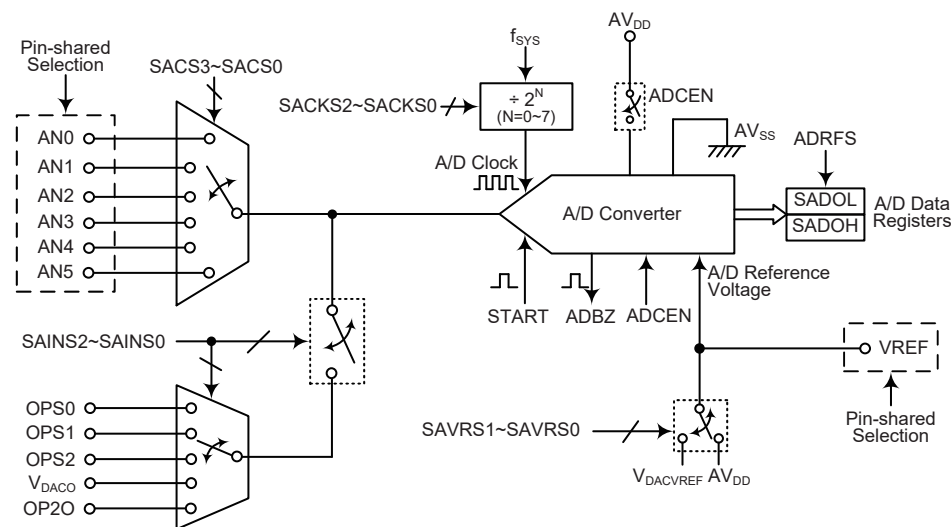 Pin-shared
Selection
SACS3~SACS0
AN0
AN1
AN2
AN3
AN4
AN5
fSYS
SACKS2~SACKS0
÷ 2^N
(N=0~7)
A/D Clock
AVDD
ADCEN
AVSS
A/D Converter
ADRFS
SADOL
SADOH
A/D Data
Registers
START
ADBZ
ADCEN
A/D Reference
Voltage
SAINS2~SAINS0
OPS0
OPS1
OPS2
VDACO
OP2O
SAVRS1~SAVRS0
VDACVREF
AVDD
VREF
Pin-shared
Selection